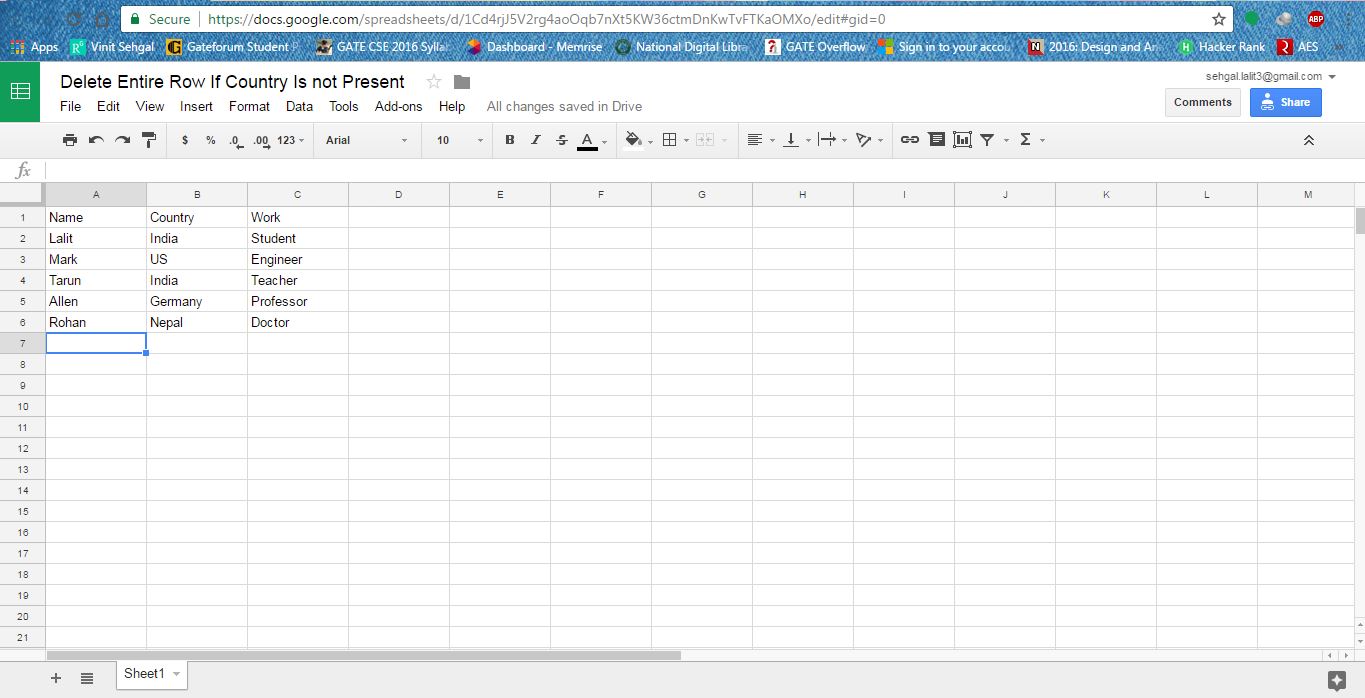 Secure https://docs.google.com/spreadsheets/d/1Cd4rjJ5V2rg4aoOqb7nXt5KW36ctmDnKwTvFTKaOMXo/edit#gid=0 ABP
Apps Vinit Sehgal Gateforum Student P GATE CSE 2016 Sylla Dashboard - Memrise National Digital Libra GATE Overflow Sign in to your accou 2016: Design and An Hacker Rank AES »
Delete Entire Row If Country Is not Present sehgal.lalit3@gmail.com
File Edit View Insert Format Data Tools Add-ons Help All changes saved in Drive Comments Share
$ % .0 .00 123 Arial 10 B I S A Σ
fx
A B C D E F G H I J K L M
1 Name Country Work
2 Lalit India Student
3 Mark US Engineer
4 Tarun India Teacher
5 Allen Germany Professor
6 Rohan Nepal Doctor
7
8
9
10
11
12
13
14
15
16
17
18
19
20
21
+ Sheet1